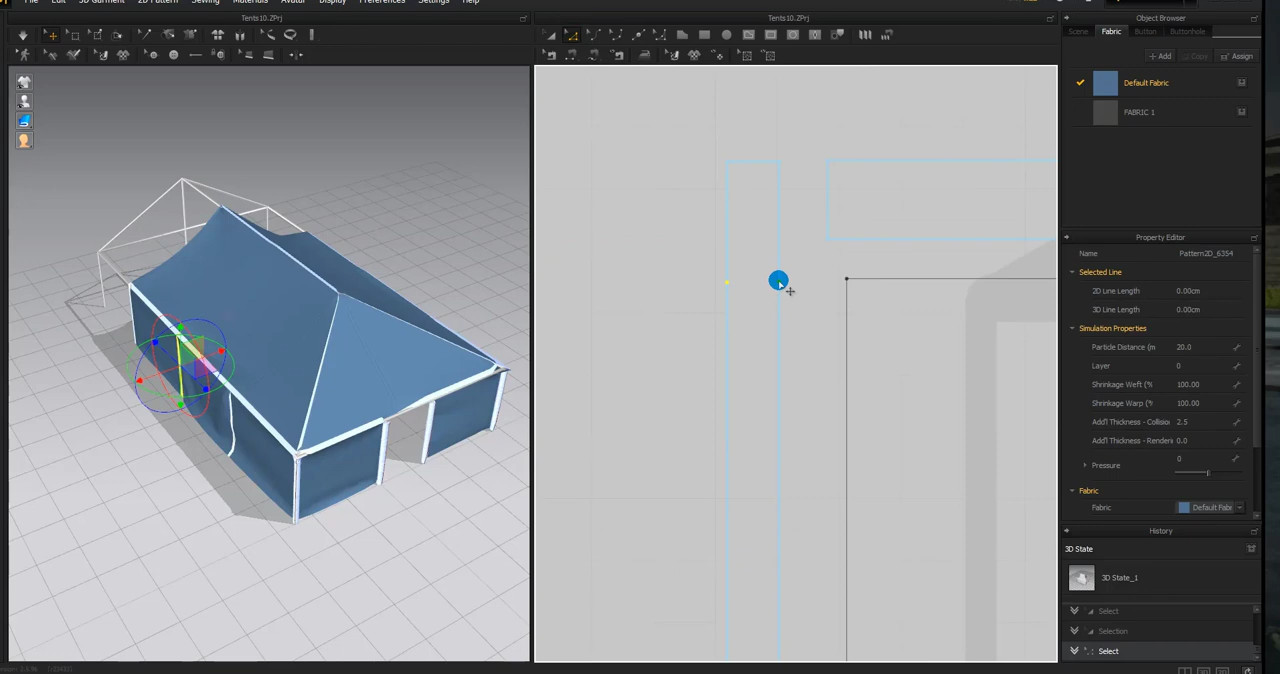 File Edit 3D Garment 2D Pattern Sewing Materials Avatar Display Preferences Settings Help
Tents10.ZPrj
Tents10.ZPrj
Object Browser
Scene Fabric Button Buttonhole
Add Copy Assign
Default Fabric
FABRIC 1
Property Editor
Name Pattern2D_6354
Selected Line
2D Line Length 0.00cm
3D Line Length 0.00cm
Simulation Properties
Particle Distance (m 20.0
Layer 0
Shrinkage Weft (% 100.00
Shrinkage Warp (% 100.00
Add'l Thickness - Collisio 2.5
Add'l Thickness - Renderi 0.0
Pressure 0
Fabric
Fabric Default Fabr
History
3D State
3D State_1
Select
Selection
Select